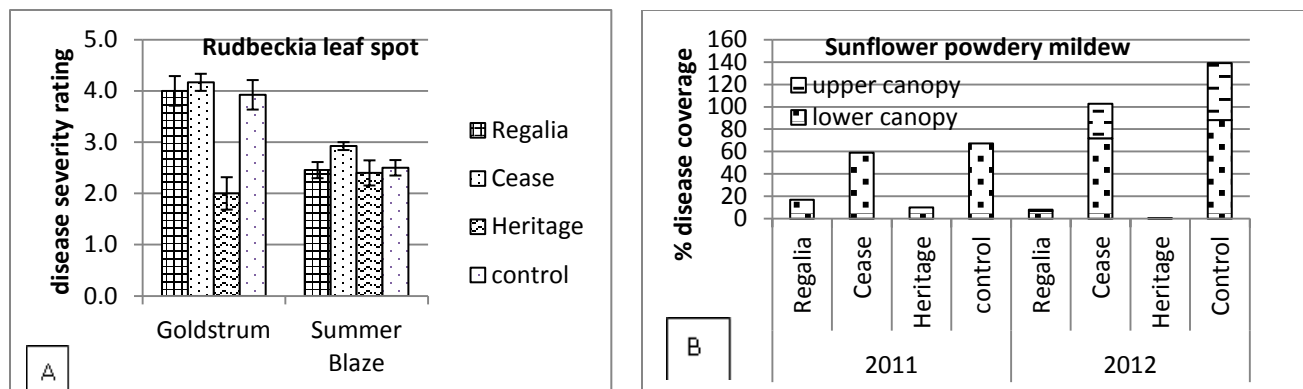 Rudbeckia leaf spot
disease severity rating
5.0
4.0
3.0
2.0
1.0
0.0
Goldstrum
Summer
Blaze
Regalia
Cease
Heritage
control
A
Sunflower powdery mildew
% disease coverage
160
140
120
100
80
60
40
20
0
upper canopy
lower canopy
Regalia
Cease
Heritage
control
Regalia
Cease
Heritage
Control
2011
2012
B